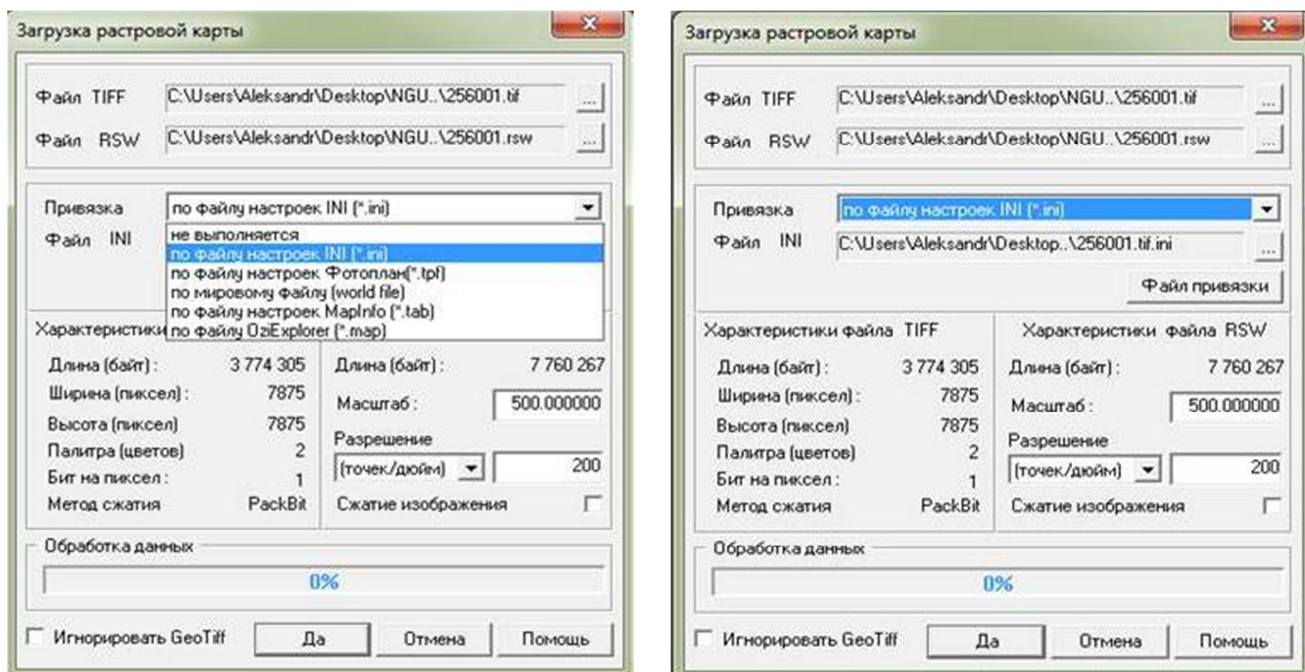 Загрузка растровой карты
Файл TIFF C:\Users\Aleksandr\Desktop\NGU..\256001.tif ...
Файл RSW C:\Users\Aleksandr\Desktop\NGU..\256001.rsw ...
Привязка по файлу настроек INI (*.ini)
Файл INI
не выполняется
по файлу настроек INI (*.ini)
по файлу настроек Фотоплан(*.tpf)
по мировому файлу (world file)
по файлу настроек MapInfo (*.tab)
по файлу OziExplorer (*.map)
Характеристики
Длина (байт) : 3 774 305
Ширина (пиксел) : 7875
Высота (пиксел) 7875
Палитра (цветов) 2
Бит на пиксел : 1
Метод сжатия PackBit
Длина (байт) : 7 760 267
Масштаб : 500.000000
Разрешение
(точек/дюйм) 200
Сжатие изображения
Обработка данных
0%
Игнорировать GeoTiff Да Отмена Помощь
Загрузка растровой карты
Файл TIFF C:\Users\Aleksandr\Desktop\NGU..\256001.tif ...
Файл RSW C:\Users\Aleksandr\Desktop\NGU..\256001.rsw ...
Привязка по файлу настроек INI (*.ini)
Файл INI C:\Users\Aleksandr\Desktop..\256001.tif.ini ...
Файл привязки
Характеристики файла TIFF
Длина (байт) : 3 774 305
Ширина (пиксел) : 7875
Высота (пиксел) 7875
Палитра (цветов) 2
Бит на пиксел : 1
Метод сжатия PackBit
Характеристики файла RSW
Длина (байт) : 7 760 267
Масштаб : 500.000000
Разрешение
(точек/дюйм) 200
Сжатие изображения
Обработка данных
0%
Игнорировать GeoTiff Да Отмена Помощь